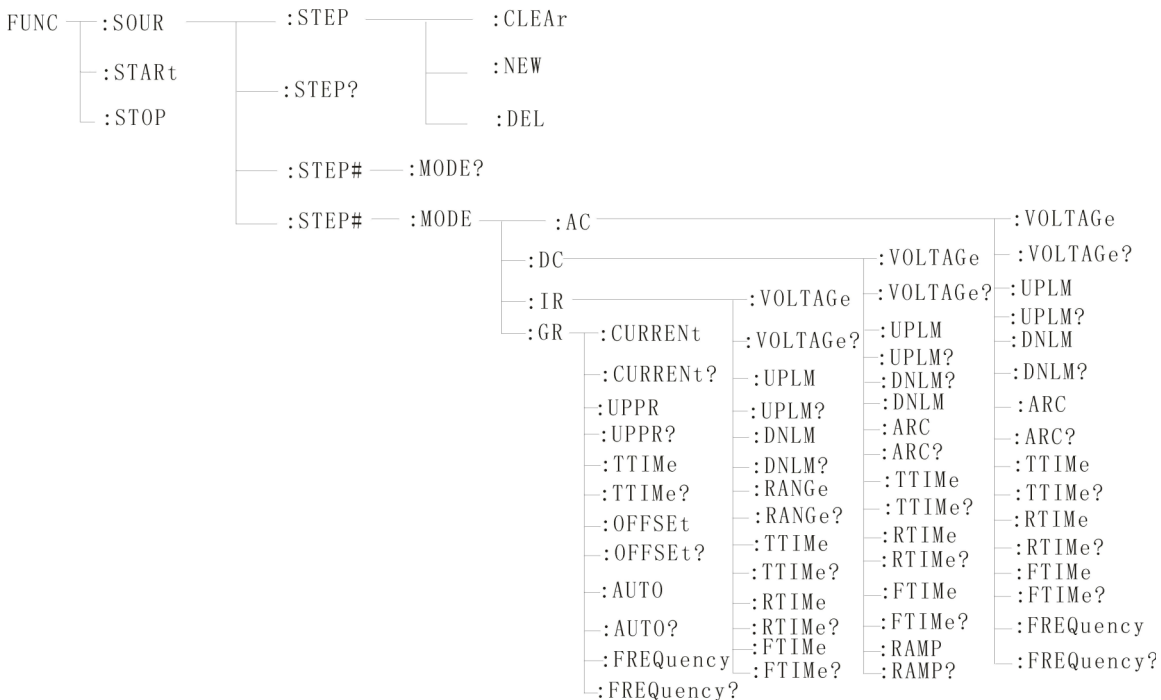 FUNC
:SOUR
:STARt
:STOP
:STEP
:STEP?
:STEP#
:MODE?
:STEP#
:MODE
:CLEAr
:NEW
:DEL
:AC
:DC
:IR
:GR
:CURRENt
:CURRENt?
:UPPR
:UPPR?
:TTIMe
:TTIMe?
:OFFSEt
:OFFSEt?
:AUTO
:AUTO?
:FREQuency
:FREQuency?
:VOLTAGe
:VOLTAGe?
:UPLM
:UPLM?
:DNLM
:DNLM?
:RANGe
:RANGe?
:TTIMe
:TTIMe?
:RTIMe
:RTIMe?
:FTIMe
:FTIMe?
:VOLTAGe
:VOLTAGe?
:UPLM
:UPLM?
:DNLM?
:DNLM
:ARC
:ARC?
:TTIMe
:TTIMe?
:RTIMe
:RTIMe?
:FTIMe
:FTIMe?
:RAMP
:RAMP?
:VOLTAGe
:VOLTAGe?
:UPLM
:UPLM?
:DNLM
:DNLM?
:ARC
:ARC?
:TTIMe
:TTIMe?
:RTIMe
:RTIMe?
:FTIMe
:FTIMe?
:FREQuency
:FREQuency?